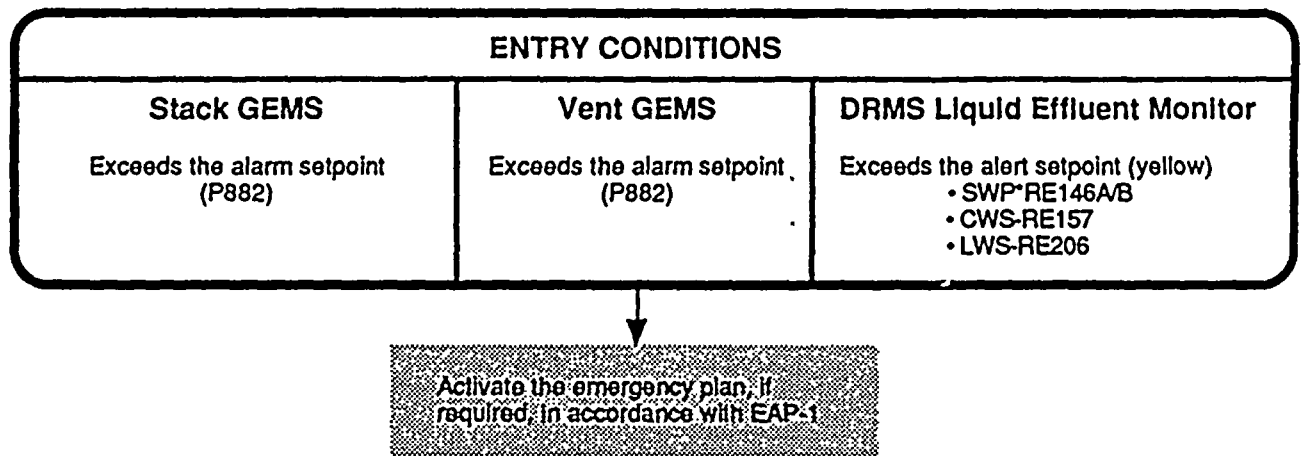 ENTRY CONDITIONS
Stack GEMS
Exceeds the alarm setpoint
(P882)
Vent GEMS
Exceeds the alarm setpoint
(P882)
DRMS Liquid Effluent Monitor
Exceeds the alert setpoint (yellow)
• SWP*RE146A/B
• CWS-RE157
• LWS-RE206
Activate the emergency plan, if
required, in accordance with EAP-1